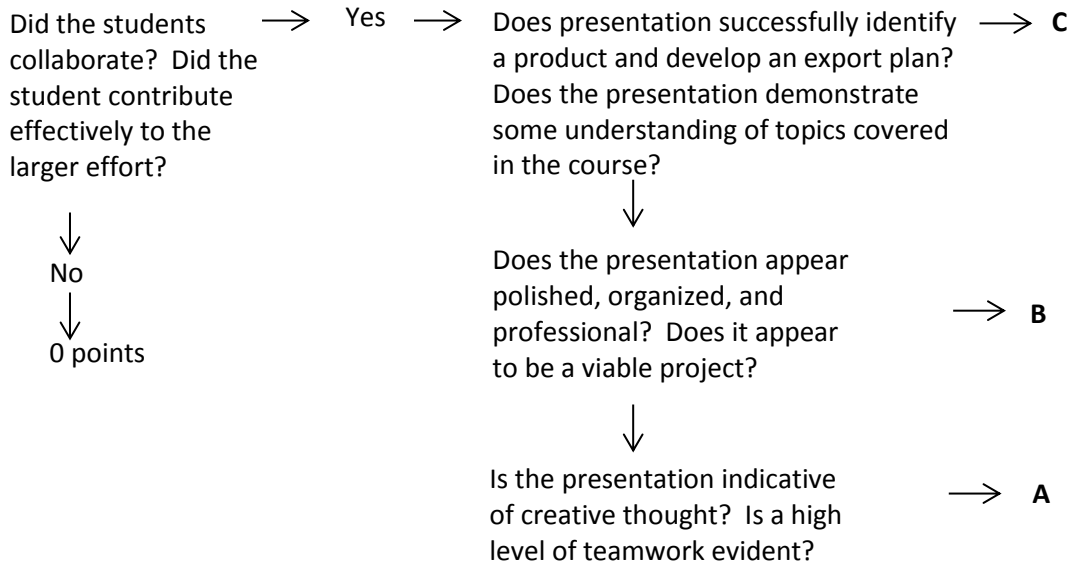 Did the students
collaborate?  Did the
student contribute
effectively to the
larger effort?
Yes
No
0 points
Does presentation successfully identify
a product and develop an export plan?
Does the presentation demonstrate
some understanding of topics covered
in the course?
C
Does the presentation appear
polished, organized, and
professional?  Does it appear
to be a viable project?
B
Is the presentation indicative
of creative thought?  Is a high
level of teamwork evident?
A